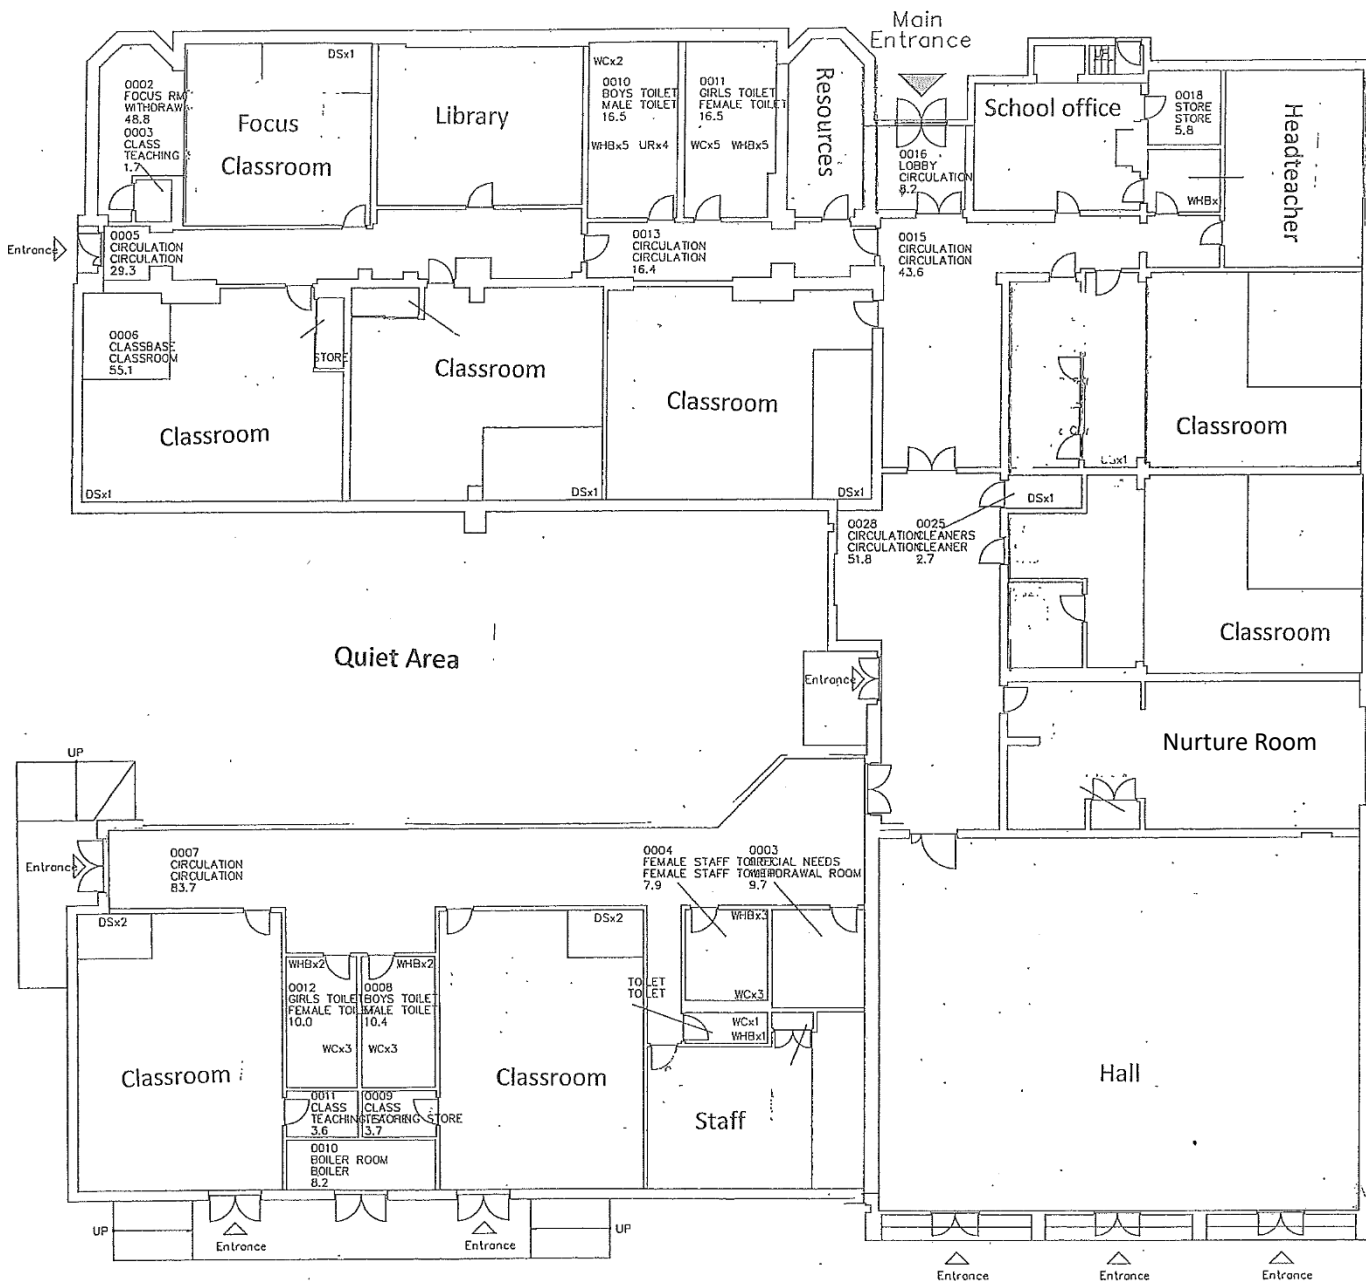 Main
Entrance
DSx1
0002
FOCUS RM
WITHDRAW
48.8
0003
CLASS
TEACHING
1.7
Focus
Classroom
Library
WCx2
0010
BOYS TOILET
MALE TOILET
16.5
WHBx5 URx4
0011
GIRLS TOILET
FEMALE TOILET
16.5
WCx5 WHBx5
Resources
0016
LOBBY
CIRCULATION
8.2
School office
UP
0018
STORE
STORE
5.8
WHBx
Headteacher
Entrance
0005
CIRCULATION
CIRCULATION
29.3
0013
CIRCULATION
CIRCULATION
16.4
0015
CIRCULATION
CIRCULATION
43.6
0006
CLASSBASE
CLASSROOM
55.1
STORE
Classroom
DSx1
Classroom
DSx1
Classroom
DSx1
Classroom
DSx1
0028
CIRCULATION
CIRCULATION
51.8
0025
CLEANERS
CLEANER
2.7
Classroom
Quiet Area
Entrance
Nurture Room
UP
Entrance
0007
CIRCULATION
CIRCULATION
83.7
0004
FEMALE STAFF TOILET
FEMALE STAFF TOILET
7.9
0003
SPECIAL NEEDS
WITHDRAWAL ROOM
9.7
DSx2
DSx2
WHBx3
WCx3
WHBx2
0012
GIRLS TOILET
FEMALE TOILET
10.0
WCx3
WHBx2
0008
BOYS TOILET
MALE TOILET
10.4
WCx3
TOILET
TOILET
WCx1
WHBx1
Classroom
Classroom
Hall
Staff
0011
CLASS
TEACHING STORE
3.6
0009
CLASS
TEACHING STORE
3.7
0010
BOILER ROOM
BOILER
8.2
UP
Entrance
Entrance
UP
Entrance
Entrance
Entrance